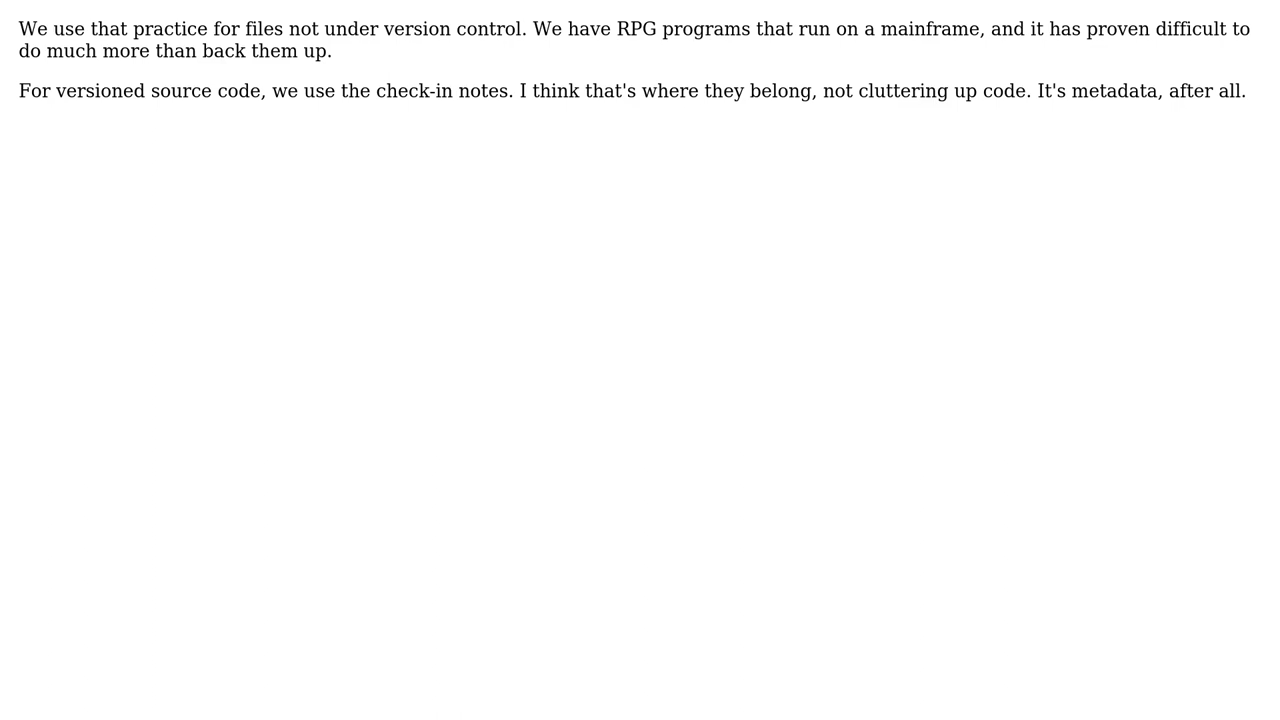 We use that practice for files not under version control. We have RPG programs that run on a mainframe, and it has proven difficult to
do much more than back them up.
For versioned source code, we use the check-in notes. I think that's where they belong, not cluttering up code. It's metadata, after all.